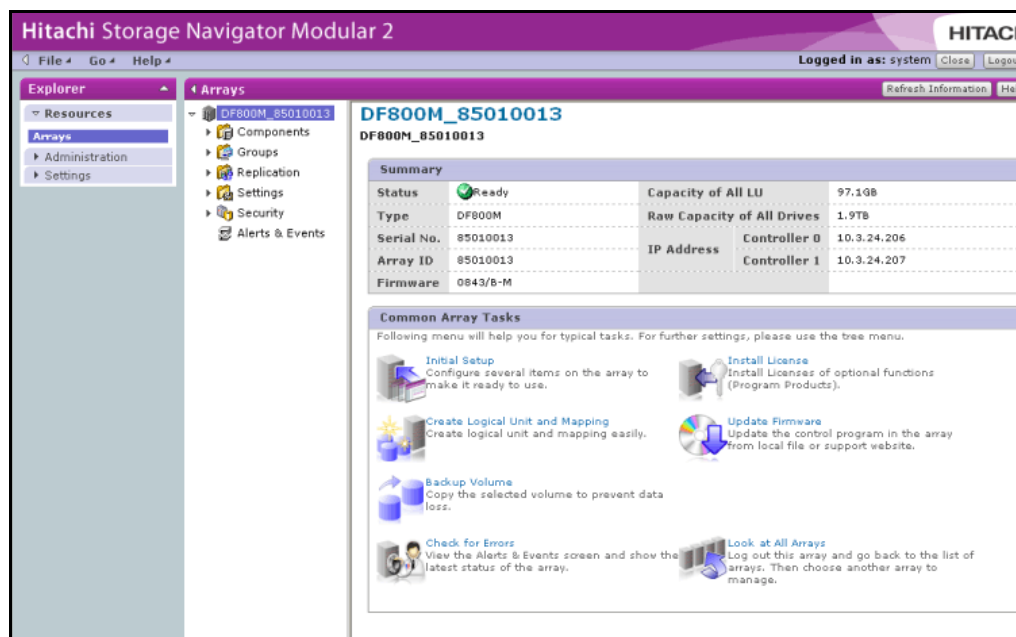 Hitachi Storage Navigator Modular 2
HITACI
File Go Help
Logged in as: system Close Logou
Explorer
Arrays
Refresh Information Hel
Resources
Arrays
Administration
Settings
DF800M_85010013
Components
Groups
Replication
Settings
Security
Alerts & Events
DF800M_85010013
DF800M_85010013
Summary
Status Ready Capacity of All LU 97.1GB
Type DF800M Raw Capacity of All Drives 1.9TB
Serial No. 85010013 IP Address Controller 0 10.3.24.206
Array ID 85010013 Controller 1 10.3.24.207
Firmware 0843/B-M
Common Array Tasks
Following menu will help you for typical tasks. For further settings, please use the tree menu.
Initial Setup
Configure several items on the array to
make it ready to use.
Install License
Install Licenses of optional functions
(Program Products).
Create Logical Unit and Mapping
Create logical unit and mapping easily.
Update Firmware
Update the control program in the array
from local file or support website.
Backup Volume
Copy the selected volume to prevent data
loss.
Check for Errors
View the Alerts & Events screen and show the
latest status of the array.
Look at All Arrays
Log out this array and go back to the list of
arrays. Then choose another array to
manage.